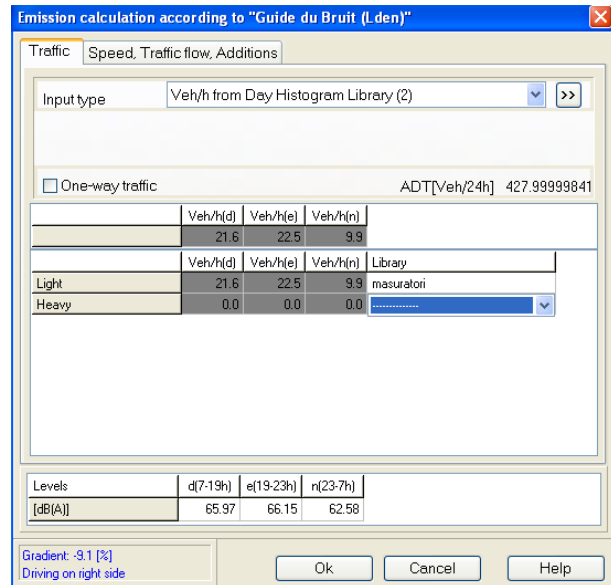 Emission calculation according to "Guide du Bruit (Lden)"
Traffic Speed, Traffic flow, Additions
Input type Veh/h from Day Histogram Library (2) >>
One-way traffic ADT[Veh/24h] 427.99999841
Veh/h(d) Veh/h(e) Veh/h(n)
21.6 22.5 9.9
Veh/h(d) Veh/h(e) Veh/h(n) Library
Light 21.6 22.5 9.9 masuratori
Heavy 0.0 0.0 0.0 --------------
Levels d(7-19h) e(19-23h) n(23-7h)
[dB(A)] 65.97 66.15 62.58
Gradient: -9.1 [%]
Driving on right side
Ok Cancel Help